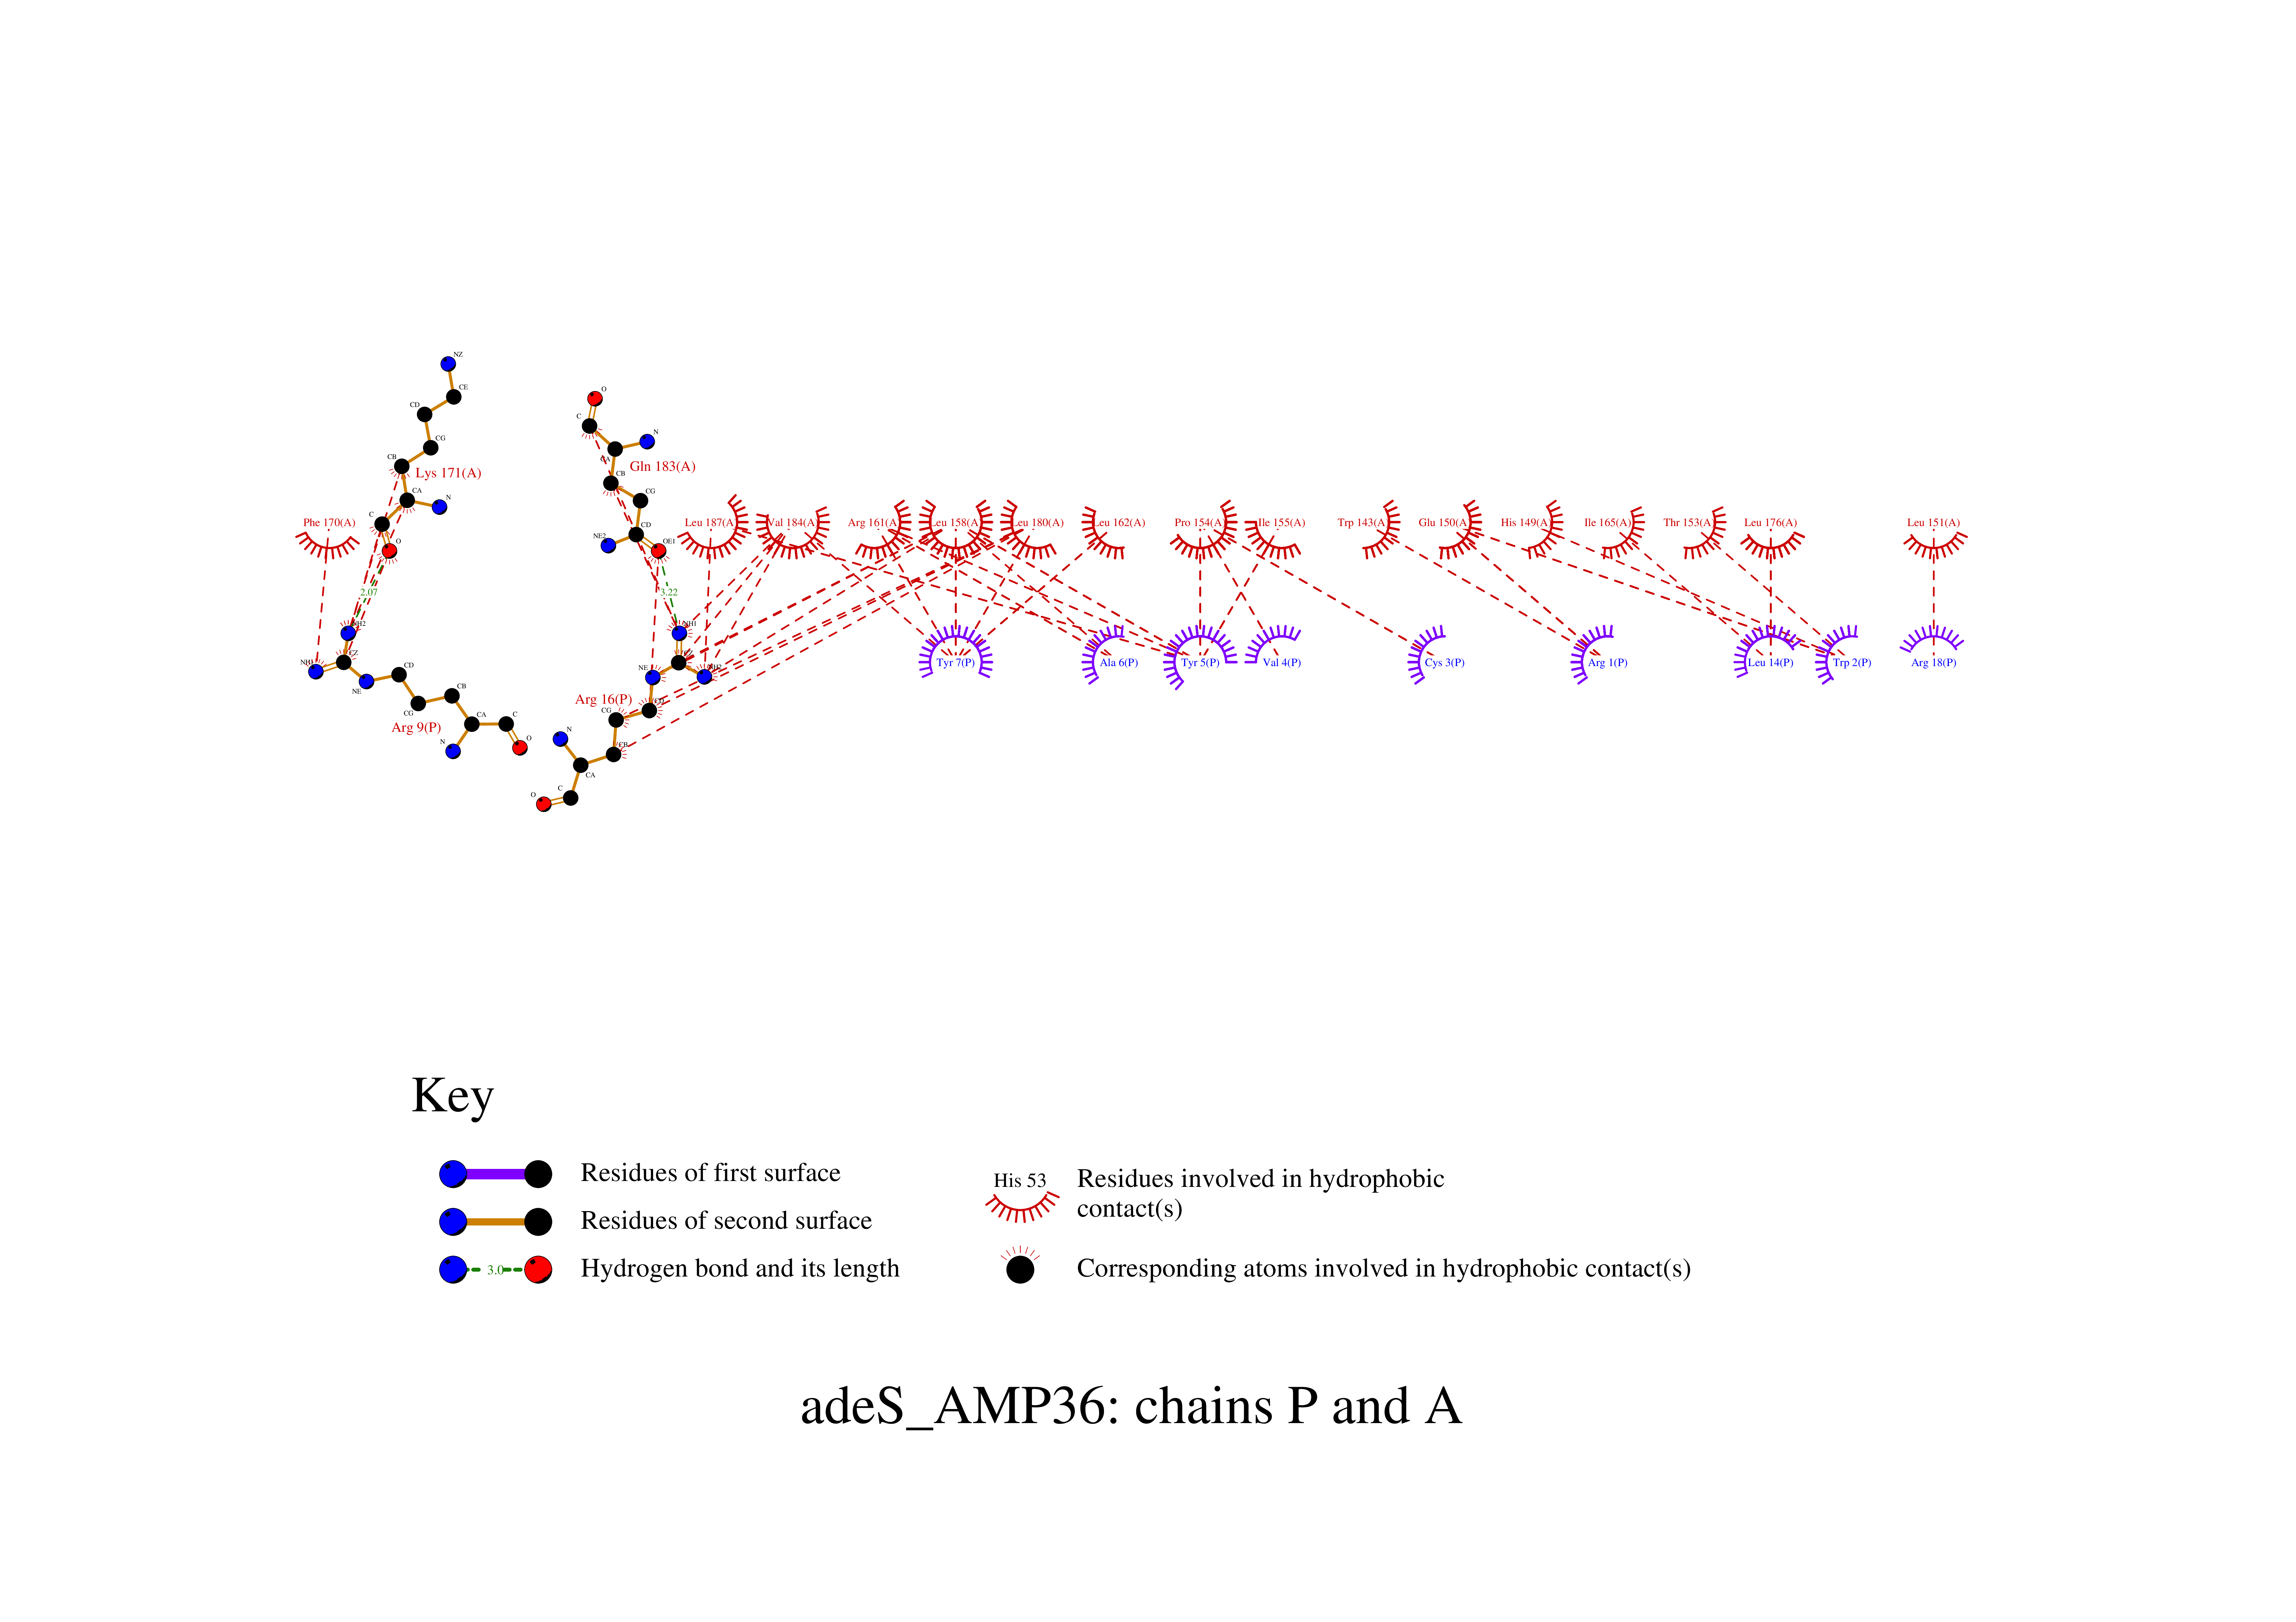 NZ
CE
CD
CG
CB
Lys 171(A)
CA
N
C
O
Phe 170(A)
2.07
NH2
NH1
CZ
NE
CD
CG
CB
Arg 9(P)
CA
C
N
O
O
C
N
CA
CB
Gln 183(A)
CG
CD
NE2
OE1
3.22
NH1
NE
NH2
Arg 16(P)
CG
CB
N
CA
C
O
Leu 187(A) Val 184(A) Arg 161(A) Leu 158(A) Leu 180(A) Leu 162(A) Pro 154(A) Ile 155(A) Trp 143(A) Glu 150(A) His 149(A) Ile 165(A) Thr 153(A) Leu 176(A) Leu 151(A)
Tyr 7(P) Ala 6(P) Tyr 5(P) Val 4(P) Cys 3(P) Arg 1(P) Leu 14(P) Trp 2(P) Arg 18(P)
Key
Residues of first surface
Residues of second surface
3.0 Hydrogen bond and its length
His 53 Residues involved in hydrophobic
contact(s)
Corresponding atoms involved in hydrophobic contact(s)
adeS_AMP36: chains P and A